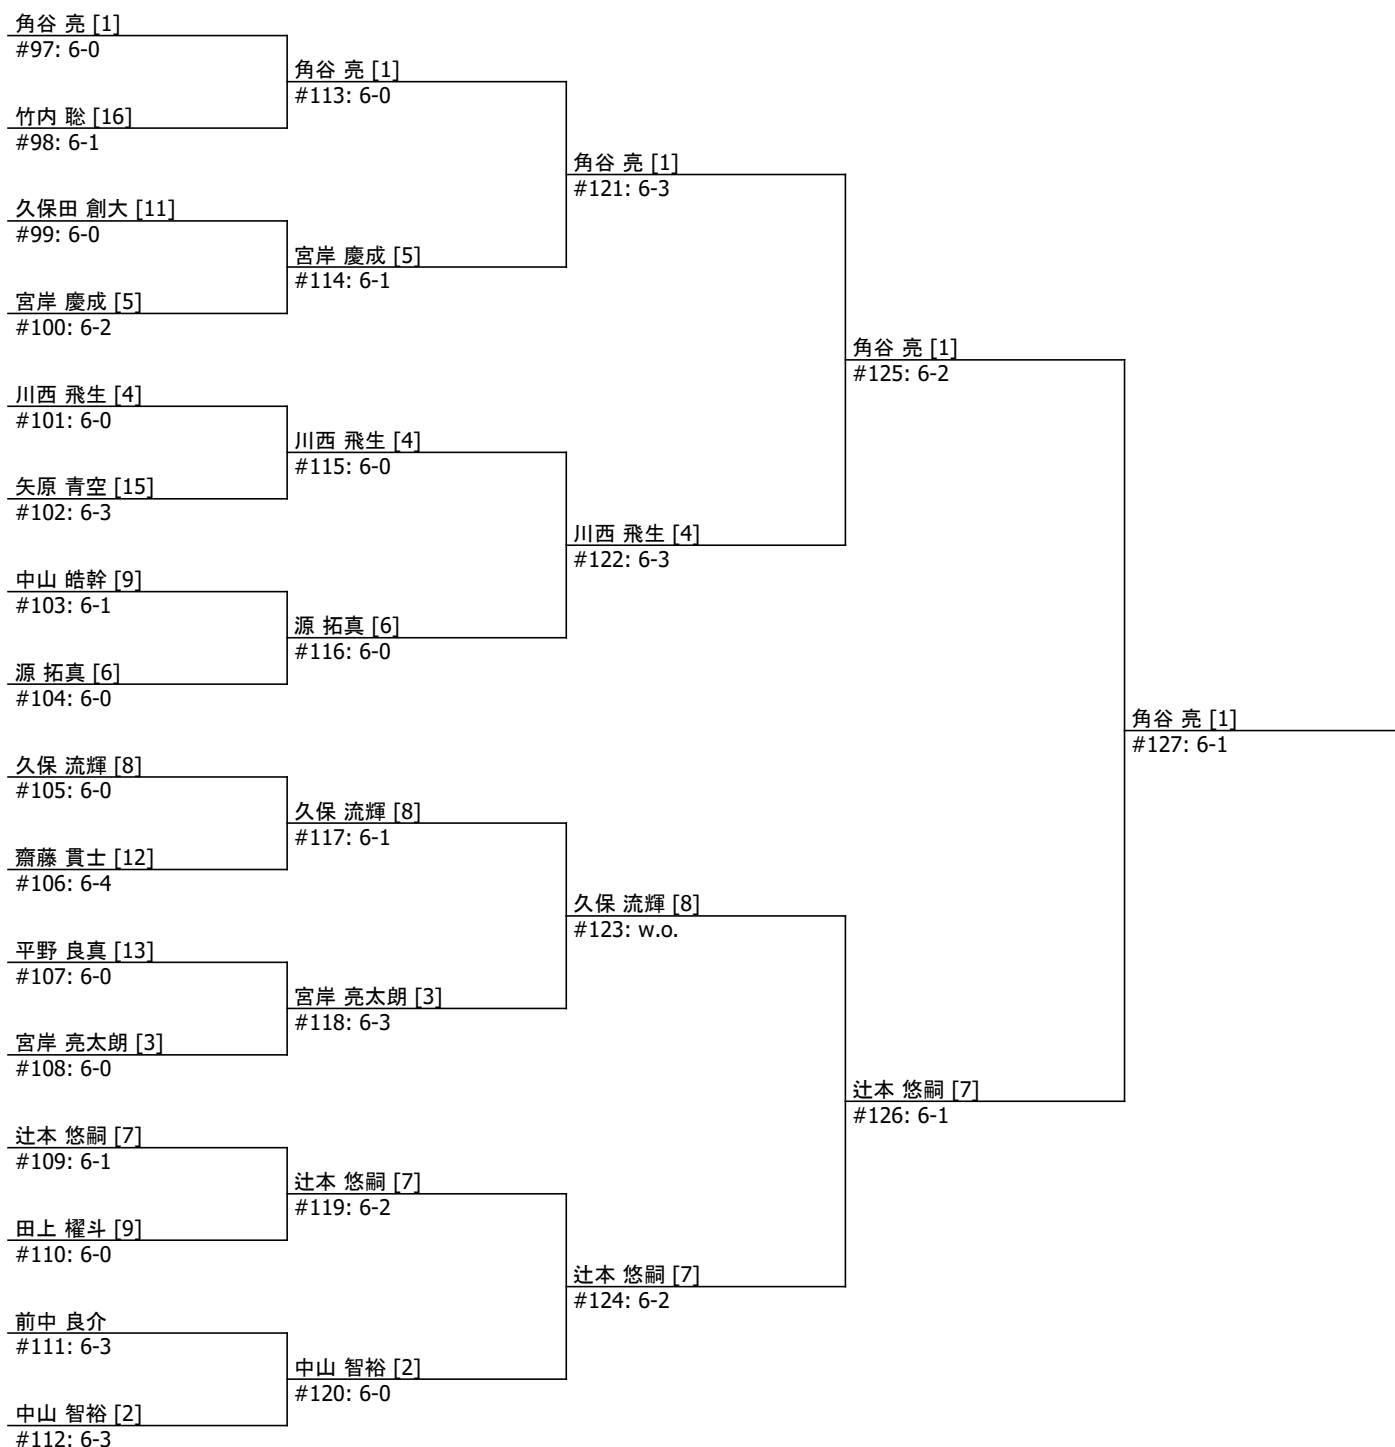 角谷 亮 [1]
#97: 6-0
竹内 聡 [16]
#98: 6-1
久保田 創大 [11]
#99: 6-0
宮岸 慶成 [5]
#100: 6-2
川西 飛生 [4]
#101: 6-0
矢原 青空 [15]
#102: 6-3
中山 皓幹 [9]
#103: 6-1
源 拓真 [6]
#104: 6-0
久保 流輝 [8]
#105: 6-0
齋藤 貫士 [12]
#106: 6-4
平野 良真 [13]
#107: 6-0
宮岸 亮太朗 [3]
#108: 6-0
辻本 悠嗣 [7]
#109: 6-1
田上 櫂斗 [9]
#110: 6-0
前中 良介
#111: 6-3
中山 智裕 [2]
#112: 6-3
角谷 亮 [1]
#113: 6-0
宮岸 慶成 [5]
#114: 6-1
川西 飛生 [4]
#115: 6-0
源 拓真 [6]
#116: 6-0
久保 流輝 [8]
#117: 6-1
宮岸 亮太朗 [3]
#118: 6-3
辻本 悠嗣 [7]
#119: 6-2
中山 智裕 [2]
#120: 6-0
角谷 亮 [1]
#121: 6-3
川西 飛生 [4]
#122: 6-3
久保 流輝 [8]
#123: w.o.
辻本 悠嗣 [7]
#124: 6-2
角谷 亮 [1]
#125: 6-2
辻本 悠嗣 [7]
#126: 6-1
角谷 亮 [1]
#127: 6-1